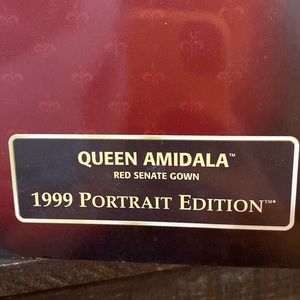 QUEEN AMIDALA™
RED SENATE GOWN
1999 PORTRAIT EDITION™*